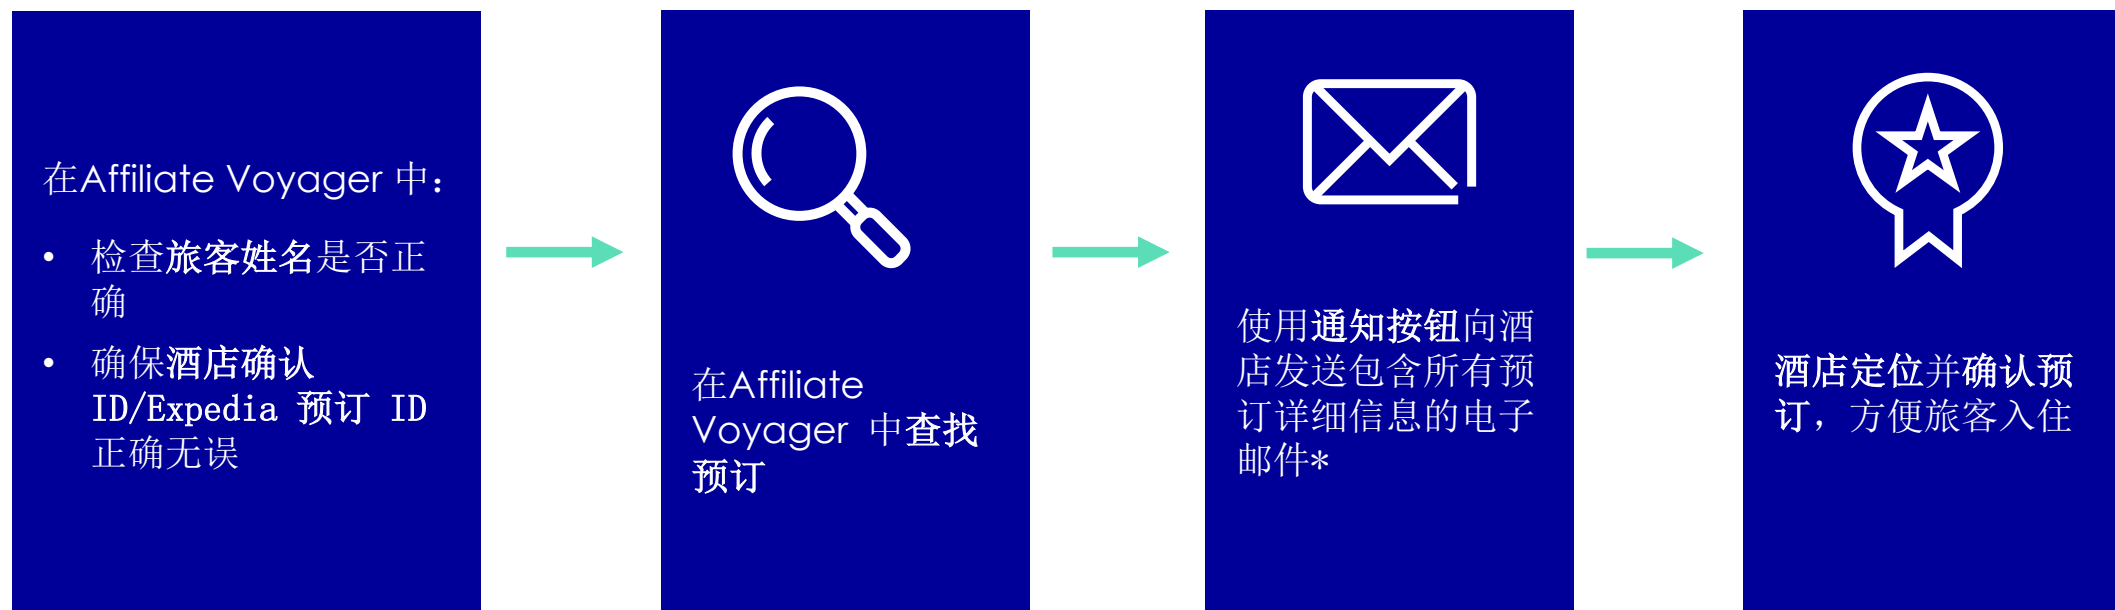 在Affiliate Voyager 中：
• 检查旅客姓名是否正
确
• 确保酒店确认
ID/Expedia 预订 ID
正确无误
在Affiliate
Voyager 中查找
预订
使用通知按钮向酒
店发送包含所有预
订详细信息的电子
邮件*
酒店定位并确认预
订，方便旅客入住